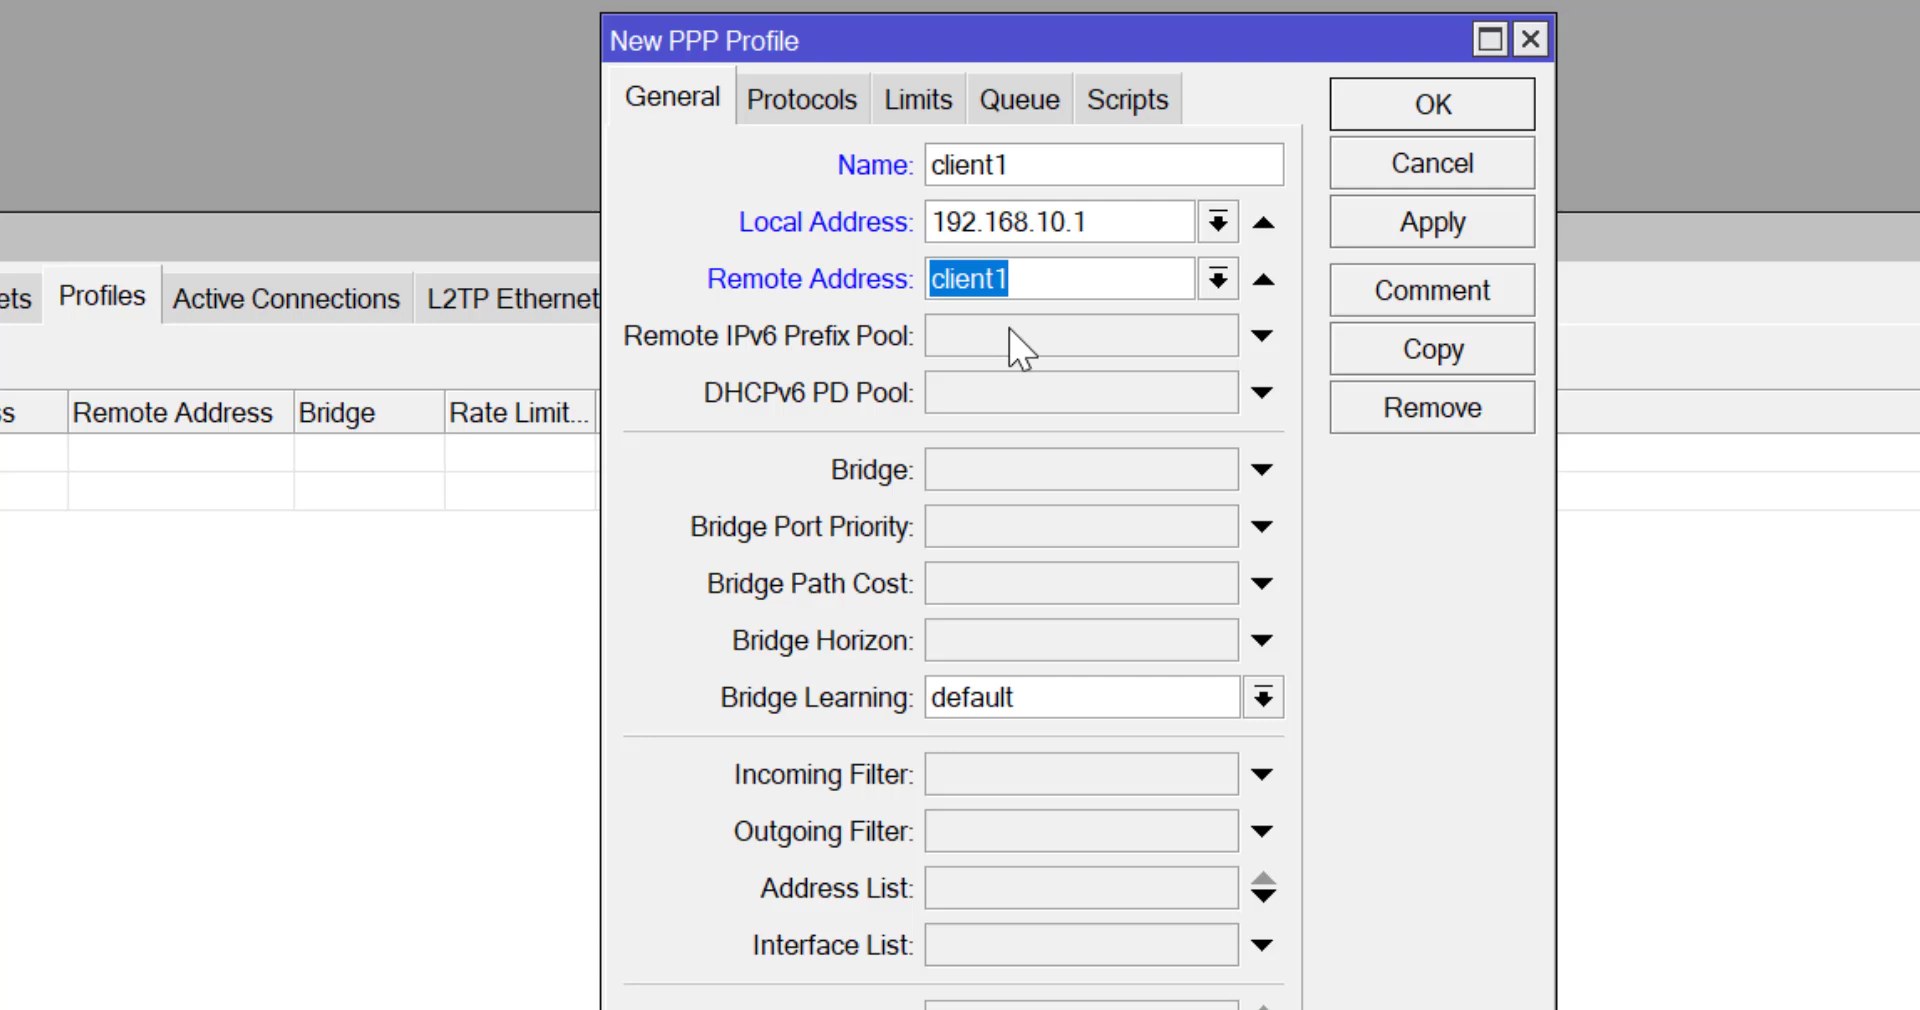 New PPP Profile
General Protocols Limits Queue Scripts
Name: client1
Local Address: 192.168.10.1
Remote Address: client1
Remote IPv6 Prefix Pool:
DHCPv6 PD Pool:
Bridge:
Bridge Port Priority:
Bridge Path Cost:
Bridge Horizon:
Bridge Learning: default
Incoming Filter:
Outgoing Filter:
Address List:
Interface List:
OK
Cancel
Apply
Comment
Copy
Remove
ets Profiles Active Connections L2TP Ethernet
s Remote Address Bridge Rate Limit...